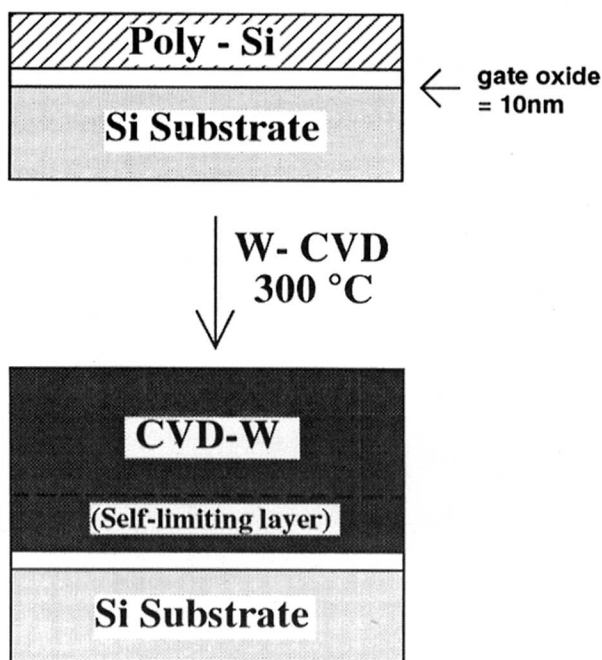 Poly - Si
gate oxide
= 10nm
Si Substrate
W- CVD
300 °C
CVD-W
(Self-limiting layer)
Si Substrate